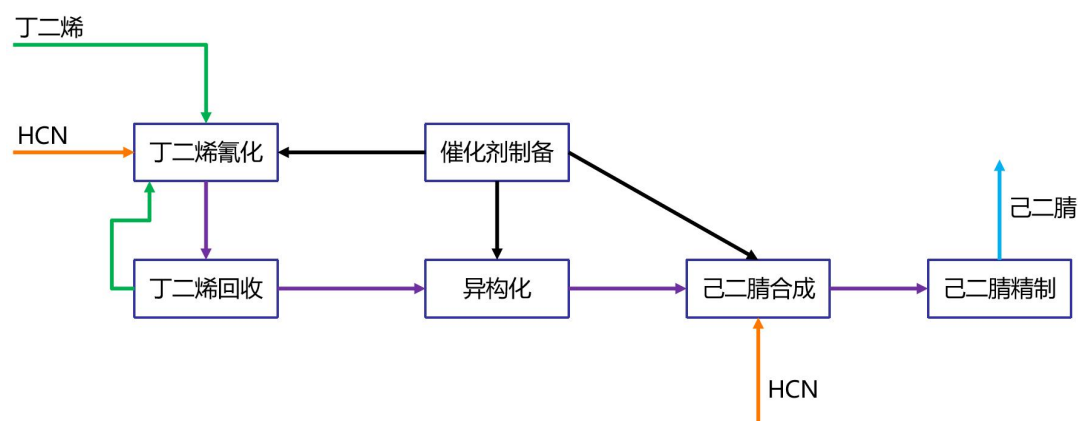 丁二烯
HCN
丁二烯氰化
催化剂制备
己二腈
丁二烯回收
异构化
己二腈合成
己二腈精制
HCN